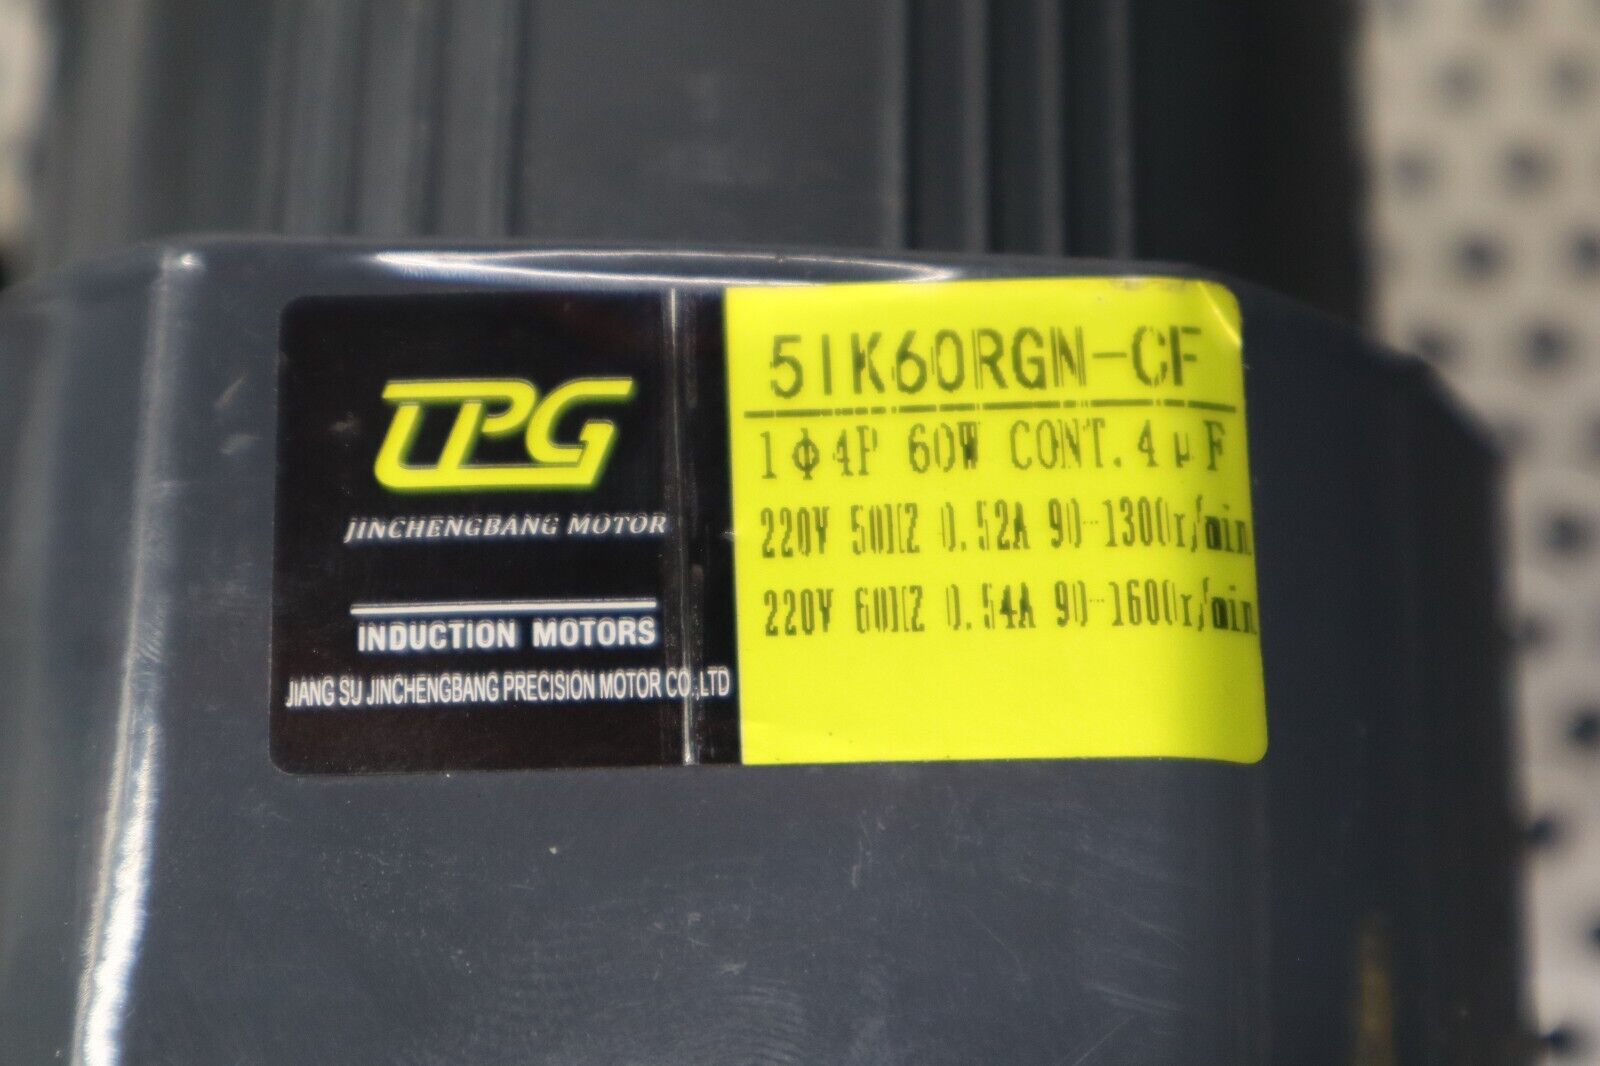 TPG
JINCHENGBANG MOTOR
INDUCTION MOTORS
JIANG SU JINCHENGBANG PRECISION MOTOR CO.,LTD
5IK60RGN-CF
1Φ4P 60W CONT. 4μF
220V 50HZ 0.52A 90-1300r/min
220V 60HZ 0.54A 90-1600r/min